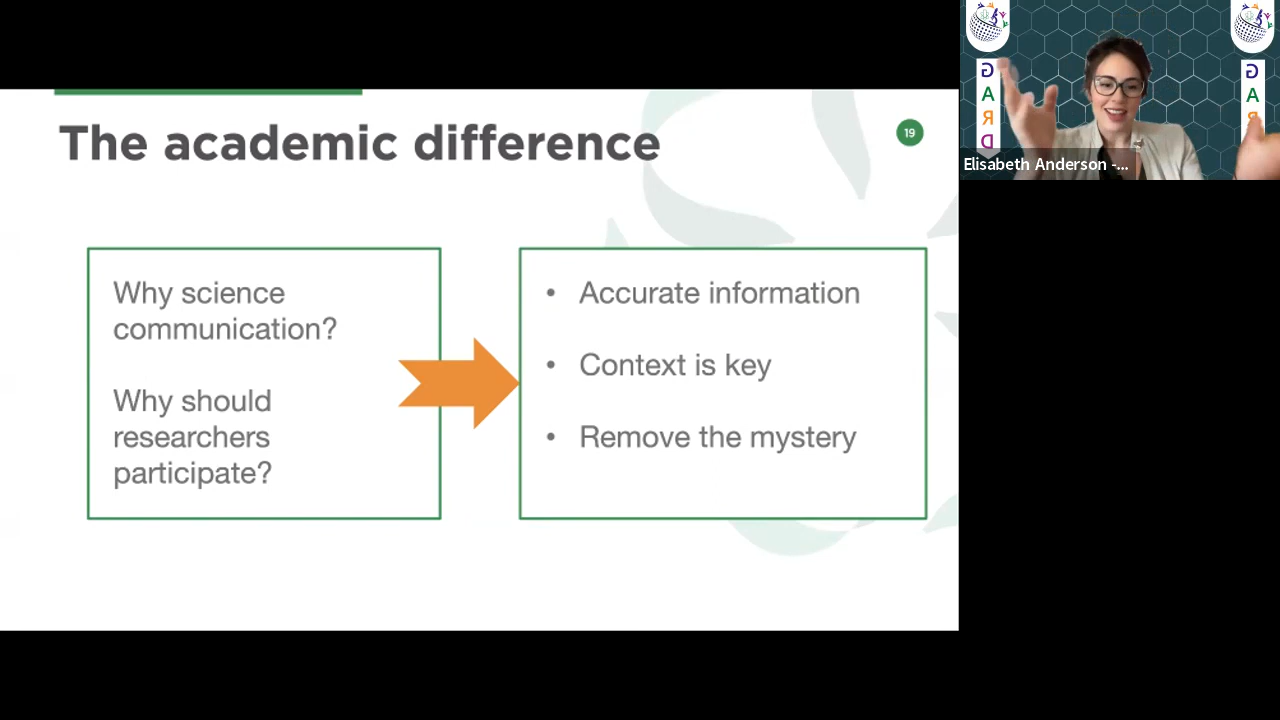 The academic difference
19
Why science
communication?
Why should
researchers
participate?
• Accurate information
• Context is key
• Remove the mystery
G
A
R
D
G
A
R
Elisabeth Anderson -...